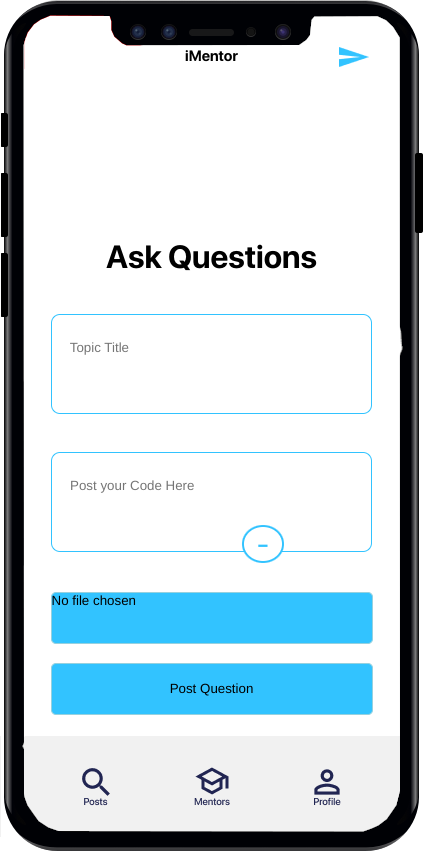 iMentor
Ask Questions
Topic Title
Post your Code Here
-
No file chosen
Post Question
Posts
Mentors
Profile